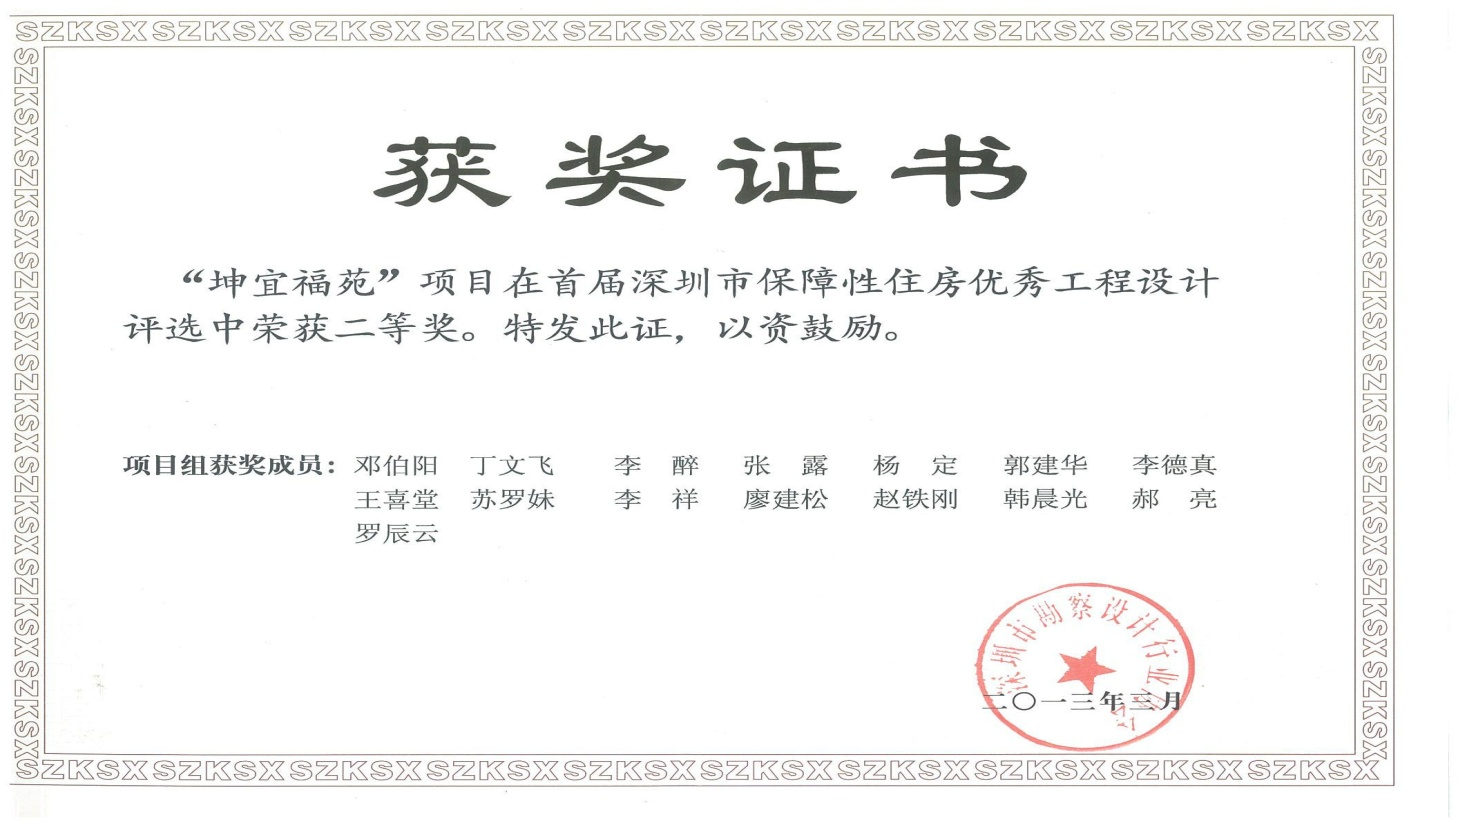 SZKSXSZKSXSZKSXSZKSXSZKSXSZKSXSZKSXSZKSXSZKSXSZKSX
获奖证书
“坤宜福苑”项目在首届深圳市保障性住房优秀工程设计
评选中荣获二等奖。特发此证，以资鼓励。
项目组获奖成员：邓伯阳 丁文飞 李 醉 张 露 杨 定 郭建华 李德真
王喜堂 苏罗妹 李 祥 廖建松 赵铁刚 韩晨光 郝 亮
罗辰云
深圳市勘察设计行业协会
二〇一三年三月
SZKSXSZKSXSZKSXSZKSXSZKSXSZKSXSZKSXSZKSXSZKSXSZKSX